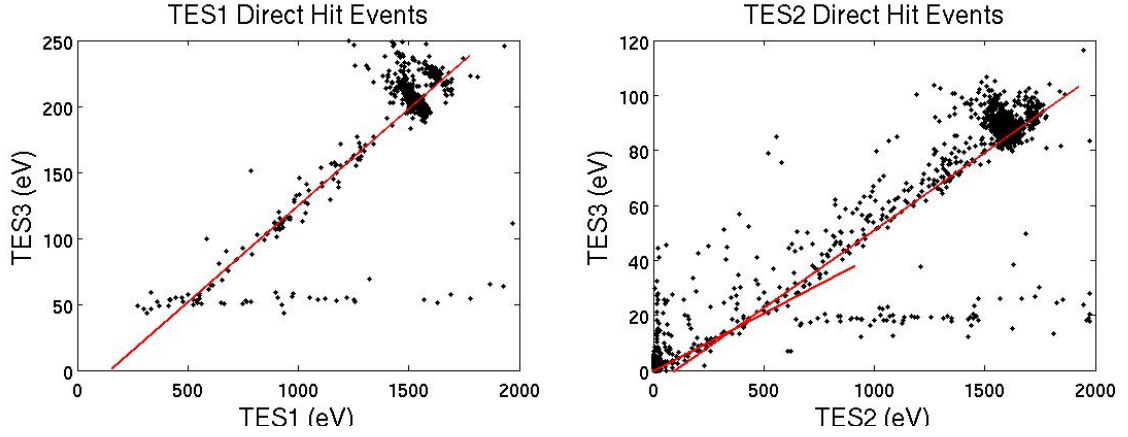 TES1 Direct Hit Events
250
200
150
100
50
0
0 500 1000 1500 2000
TES3 (eV)
TES1 (eV)
TES2 Direct Hit Events
120
100
80
60
40
20
0
0 500 1000 1500 2000
TES3 (eV)
TES2 (eV)